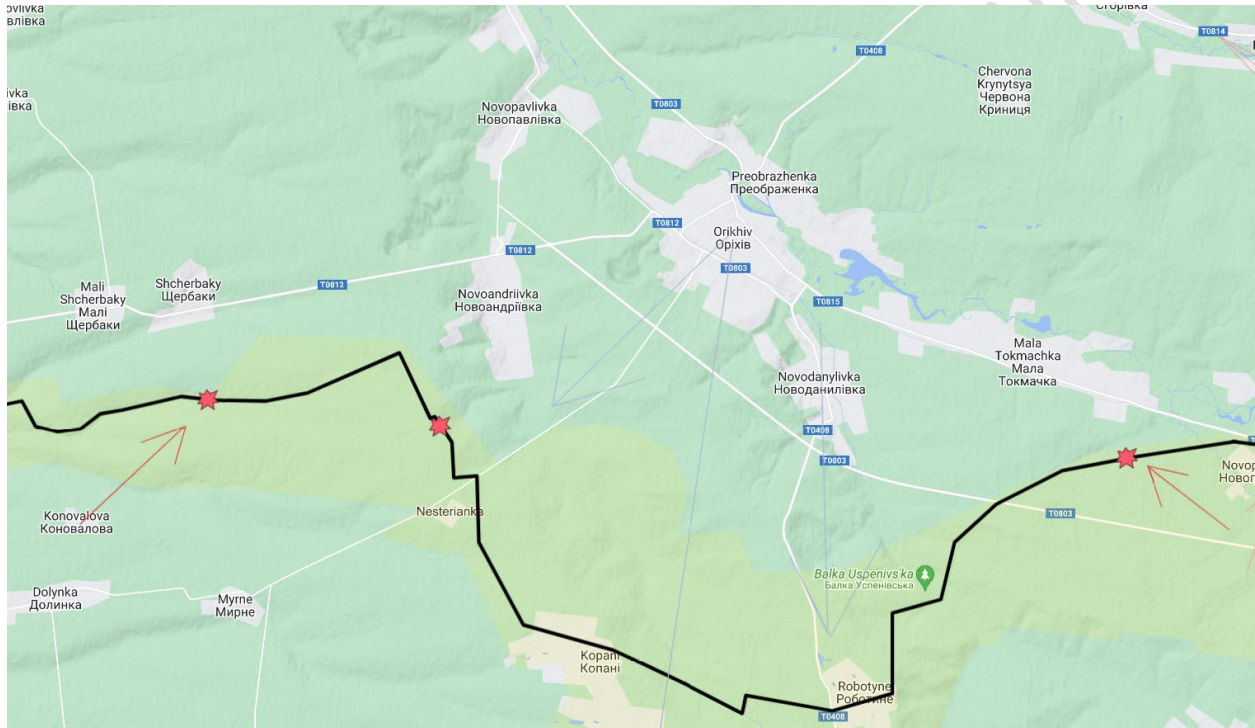 влівка
T0814
T0408
Chervona
Krynytsya
Червона
Криниця
івка
T0803
Novopavlivka
Новопавлівка
Preobrazhenka
Преображенка
T0812
Orikhiv
Оріхів
T0812
T0803
Shcherbaky
Щербаки
T0812
Mali
Shcherbaky
Малі
Щербаки
Novoandriivka
Новоандріївка
T0815
Mala
Tokmachka
Мала
Токмачка
Novodanylivka
Новоданилівка
T0408
T0803
Nesterianka
Konovalova
Коновалова
T0803
Balka Uspenivs'ka
Балка Успенівська
Dolynka
Долинка
Myrne
Мирне
Kopani
Копані
Robotyne
Роботине
T0408